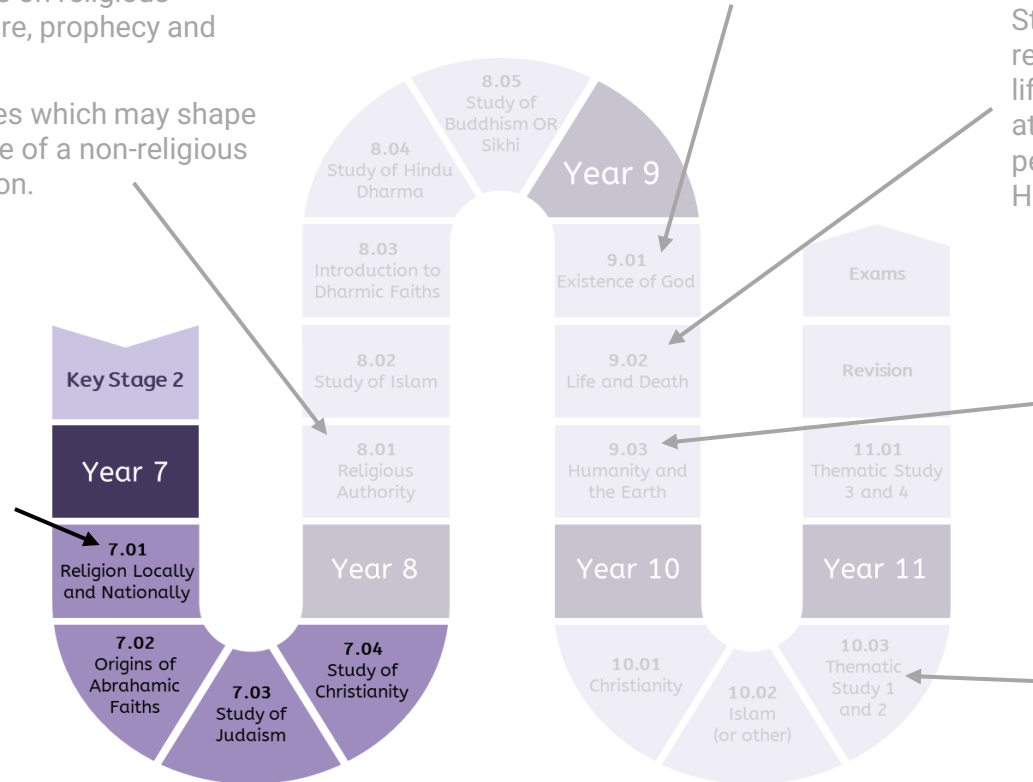 s on religious
re, prophecy and
es which may shape
e of a non-religious
on.
St
re
lif
at
pe
H
Key Stage 2
Year 7
7.01
Religion Locally
and Nationally
7.02
Origins of
Abrahamic
Faiths
7.03
Study of
Judaism
7.04
Study of
Christianity
Year 8
8.01
Religious
Authority
8.02
Study of Islam
8.03
Introduction to
Dharmic Faiths
8.04
Study of Hindu
Dharma
8.05
Study of
Buddhism OR
Sikhi
Year 9
9.01
Existence of God
9.02
Life and Death
9.03
Humanity and
the Earth
Year 10
10.01
Christianity
10.02
Islam
(or other)
10.03
Thematic
Study 1
and 2
Year 11
11.01
Thematic Study
3 and 4
Revision
Exams